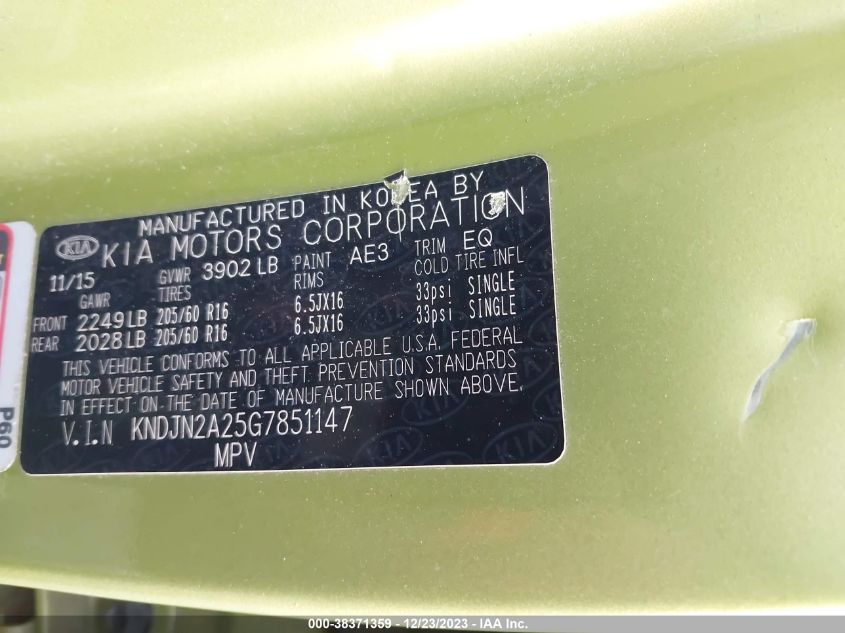 MANUFACTURED IN KOREA BY
KIA KIA MOTORS CORPORATION
11/15 GVWR 3902 LB PAINT AE3 TRIM EQ
GAWR TIRES RIMS COLD TIRE INFL
FRONT 2249LB 205/60 R16 6.5JX16 33psi SINGLE
REAR 2028LB 205/60 R16 6.5JX16 33psi SINGLE
THIS VEHICLE CONFORMS TO ALL APPLICABLE U.S.A. FEDERAL
MOTOR VEHICLE SAFETY AND THEFT PREVENTION STANDARDS
IN EFFECT ON THE DATE OF MANUFACTURE SHOWN ABOVE.
V.I.N KNDJN2A25G7851147
MPV
P60
000-38371359 - 12/23/2023 - IAA Inc.